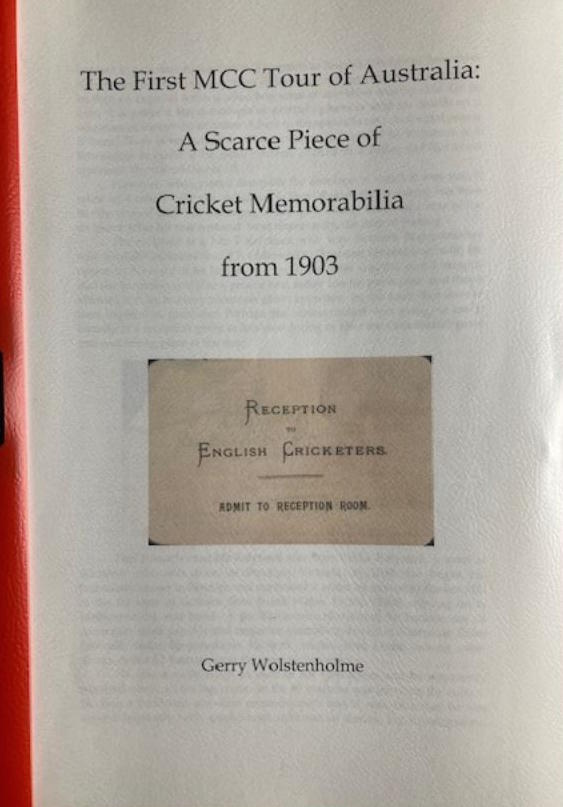 The First MCC Tour of Australia:
A Scarce Piece of
Cricket Memorabilia
from 1903
RECEPTION
TO
ENGLISH CRICKETERS.
ADMIT TO RECEPTION ROOM.
Gerry Wolstenholme